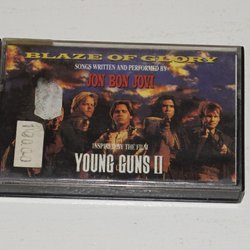 BLAZE OF GLORY
SONGS WRITTEN AND PERFORMED BY
JON BON JOVI
INSPIRED BY THE FILM
YOUNG GUNS II